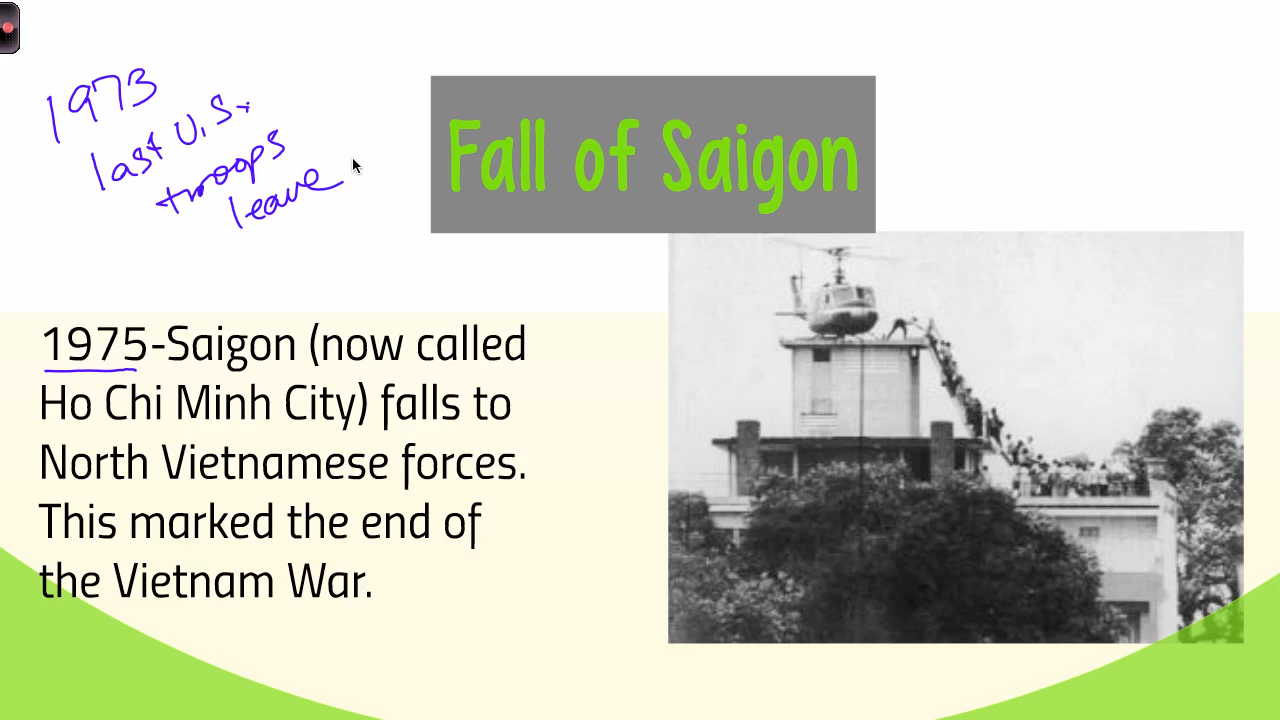 1973
last U.S.
troops
leave
Fall of Saigon
1975-Saigon (now called
Ho Chi Minh City) falls to
North Vietnamese forces.
This marked the end of
the Vietnam War.